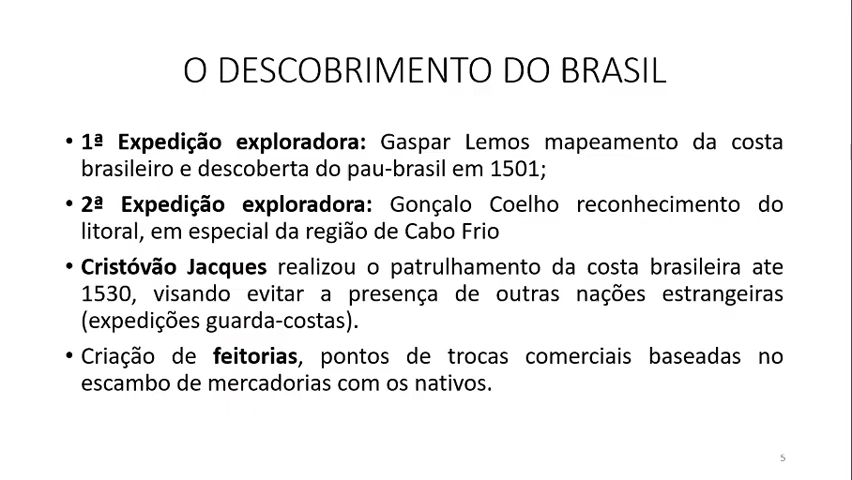 O DESCOBRIMENTO DO BRASIL
• 1ª Expedição exploradora: Gaspar Lemos mapeamento da costa
brasileiro e descoberta do pau-brasil em 1501;
• 2ª Expedição exploradora: Gonçalo Coelho reconhecimento do
litoral, em especial da região de Cabo Frio
• Cristóvão Jacques realizou o patrulhamento da costa brasileira ate
1530, visando evitar a presença de outras nações estrangeiras
(expedições guarda-costas).
• Criação de feitorias, pontos de trocas comerciais baseadas no
escambo de mercadorias com os nativos.
5